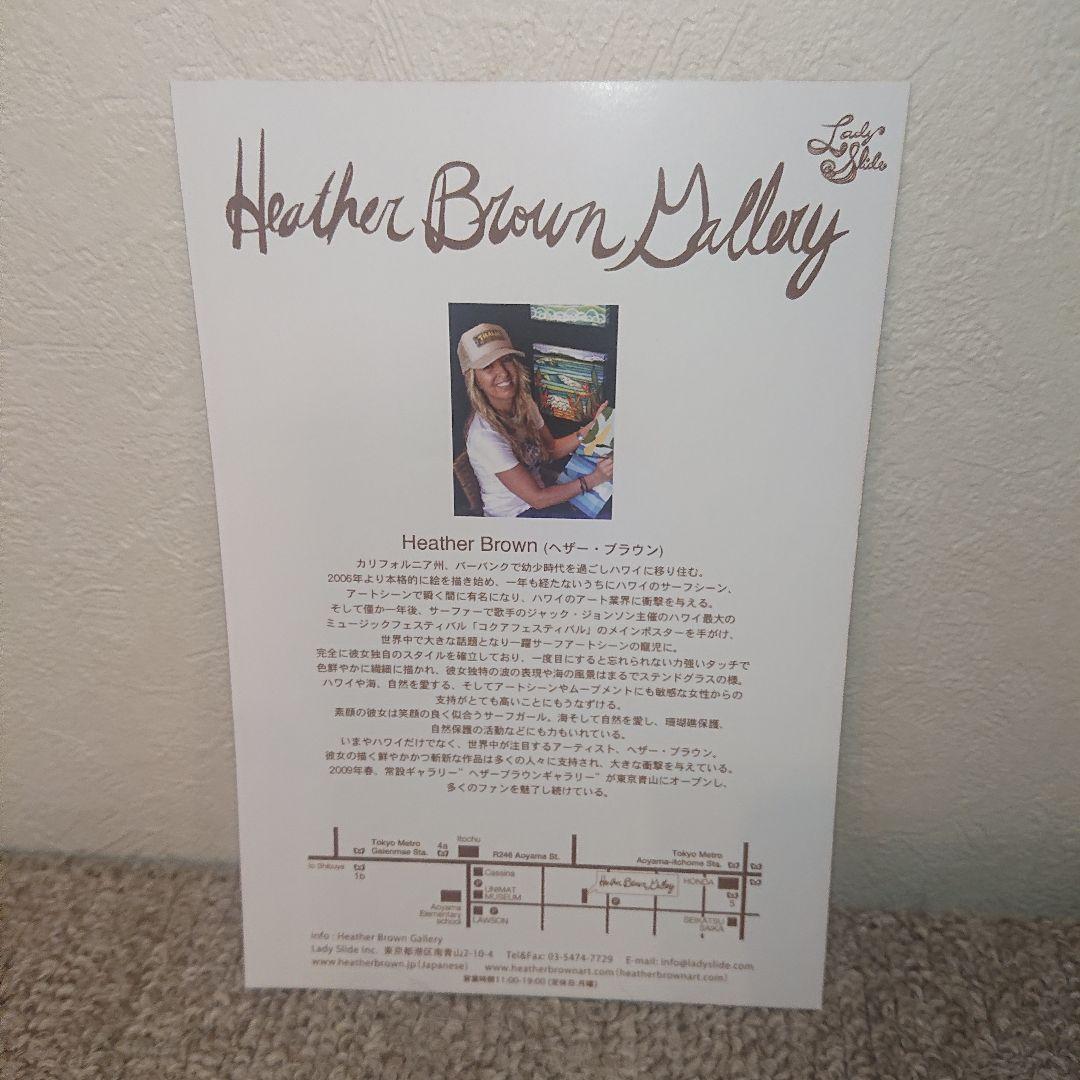 Lady
Slide
Heather Brown Gallery
Heather Brown (ヘザー・ブラウン)
カリフォルニア州、バーバンクで幼少時代を過ごしハワイに移り住む。
2006年より本格的に絵を描き始め、一年も経たないうちにハワイのサーフシーン、
アートシーンで瞬く間に有名になり、ハワイのアート業界に衝撃を与える。
そして僅か一年後、サーファーで歌手のジャック・ジョンソン主催のハワイ最大の
ミュージックフェスティバル「コクアフェスティバル」のメインポスターを手がけ、
世界中で大きな話題となり一躍サーフアートシーンの寵児に。
完全に彼女独自のスタイルを確立しており、一度目にすると忘れられない力強いタッチで
色鮮やかに繊細に描かれ、彼女独特の波の表現や海の風景はまるでステンドグラスの様。
ハワイや海、自然を愛する、そしてアートシーンやムーブメントにも敏感な女性からの
支持がとても高いことにもうなずける。
素顔の彼女は笑顔の良く似合うサーフガール。海そして自然を愛し、珊瑚礁保護、
自然保護の活動などにも力もいれている。
いまやハワイだけでなく、世界中が注目するアーティスト、ヘザー・ブラウン。
彼女の描く鮮やかかつ斬新な作品は多くの人々に支持され、大きな衝撃を与えている。
2009年春、常設ギャラリー"ヘザーブラウンギャラリー"が東京青山にオープンし、
多くのファンを魅了し続けている。
Tokyo Metro
Gaienmae Sta.
4a
Itochu
R246 Aoyama St.
Tokyo Metro
Aoyama-itchome Sta.
to Shibuya
1b
Cassina
P
UNIMAT
MUSEUM
Heather Brown Gallery
P
HONDA
5
Aoyama
Elementary
school
LAWSON
P
SEIKATSU
SAIKA
info : Heather Brown Gallery
Lady Slide Inc. 東京都港区南青山2-10-4 Tel&Fax: 03-5474-7729 E-mail: info@ladyslide.com
www.heatherbrown.jp(Japanese) www.heatherbrownart.com (heatherbrownart.com)
営業時間11:00-19:00 (定休日:月曜)